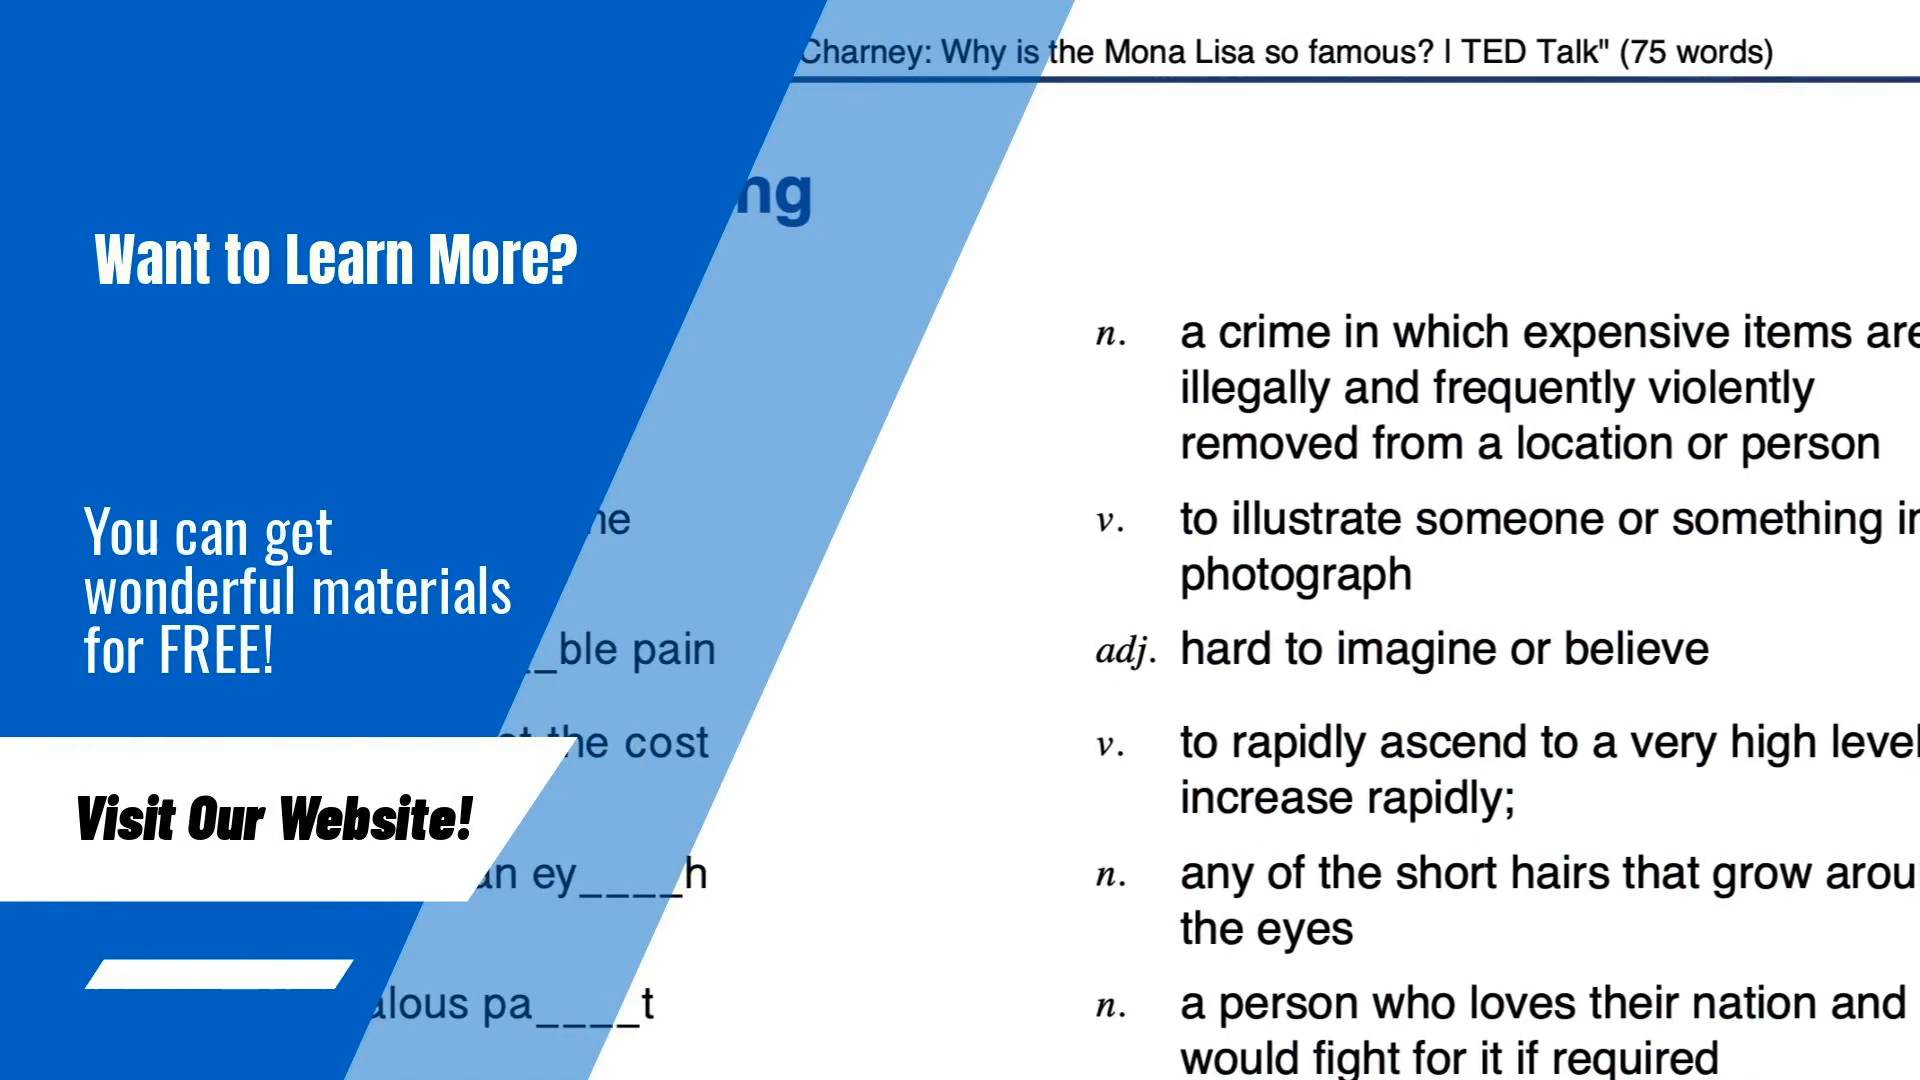 Charney: Why is the Mona Lisa so famous? | TED Talk" (75 words)
ng
Want to Learn More?
You can get
wonderful materials
for FREE!
Visit Our Website!
ble pain
the cost
an ey____h
alous pa____t
n. a crime in which expensive items are
illegally and frequently violently
removed from a location or person
v. to illustrate someone or something in
photograph
adj. hard to imagine or believe
v. to rapidly ascend to a very high level
increase rapidly;
n. any of the short hairs that grow arou
the eyes
n. a person who loves their nation and
would fight for it if required